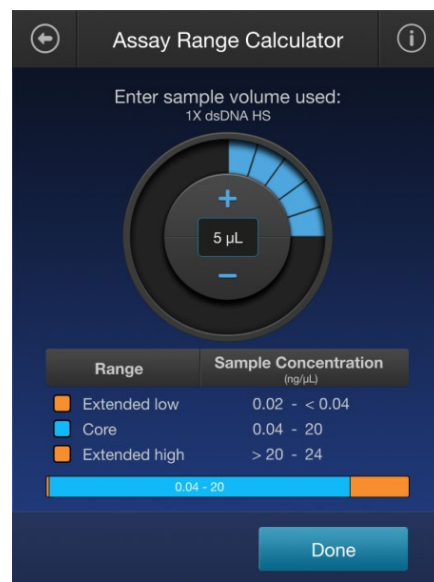 Assay Range Calculator
i
Enter sample volume used:
1X dsDNA HS
+
5 µL
−
Range Sample Concentration
(ng/µL)
Extended low 0.02 - < 0.04
Core 0.04 - 20
Extended high > 20 - 24
0.04 - 20
Done